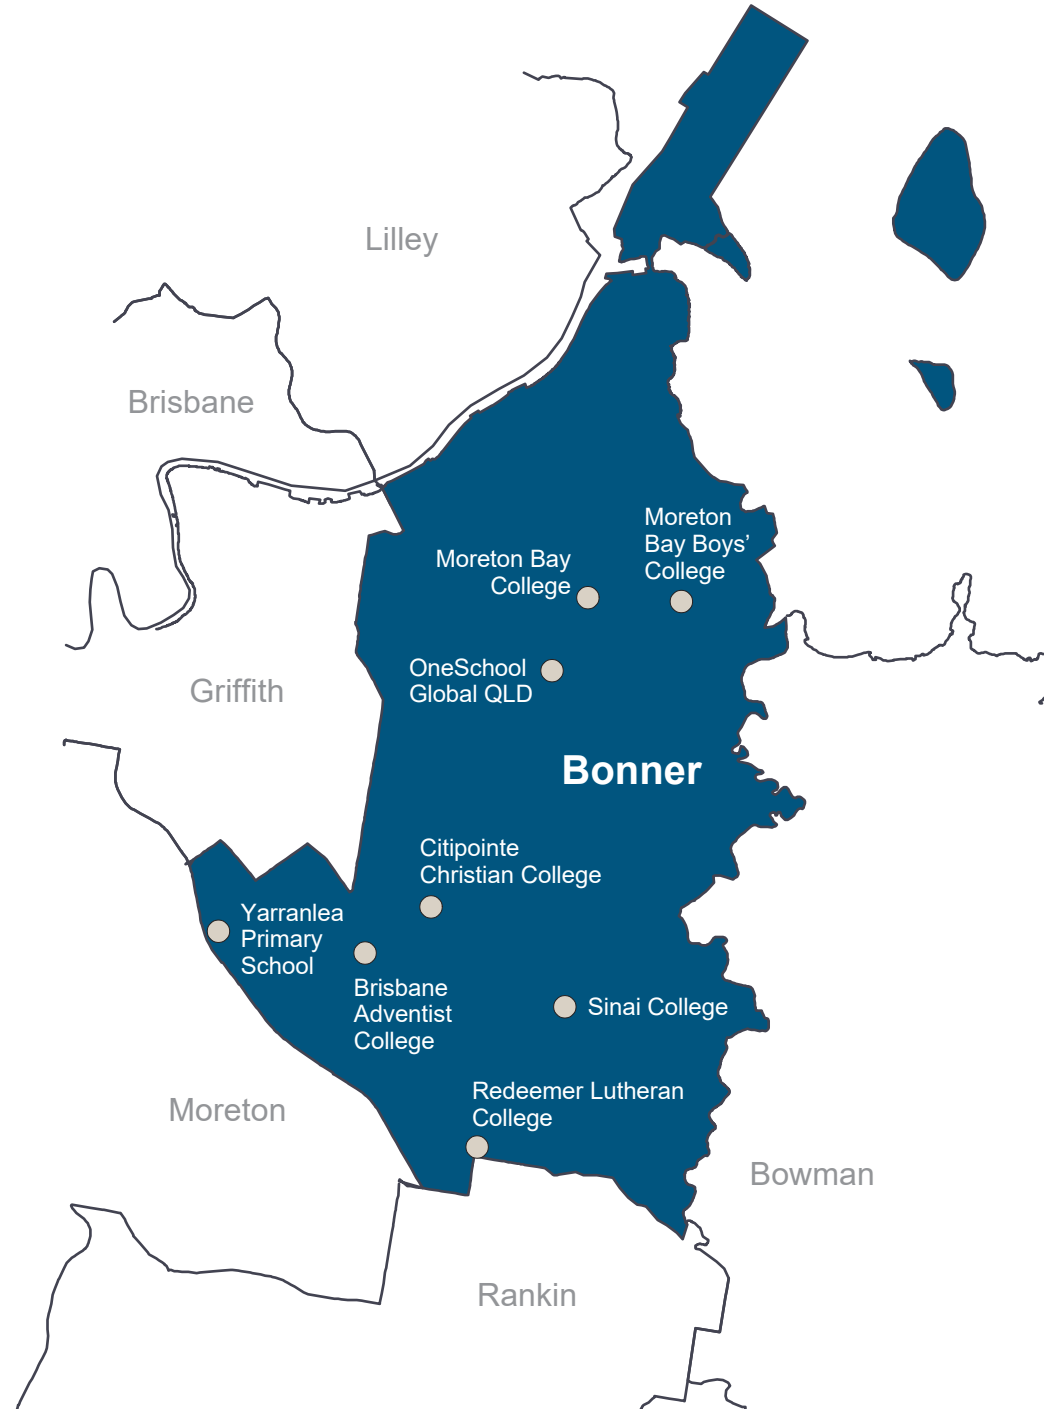 Lilley
Brisbane
Moreton
Bay Boys’
College
Moreton Bay
College
OneSchool
Global QLD
Griffith
Bonner
Citipointe
Christian College
Yarranlea
Primary
School
Brisbane
Adventist
College
Sinai College
Redeemer Lutheran
College
Moreton
Bowman
Rankin